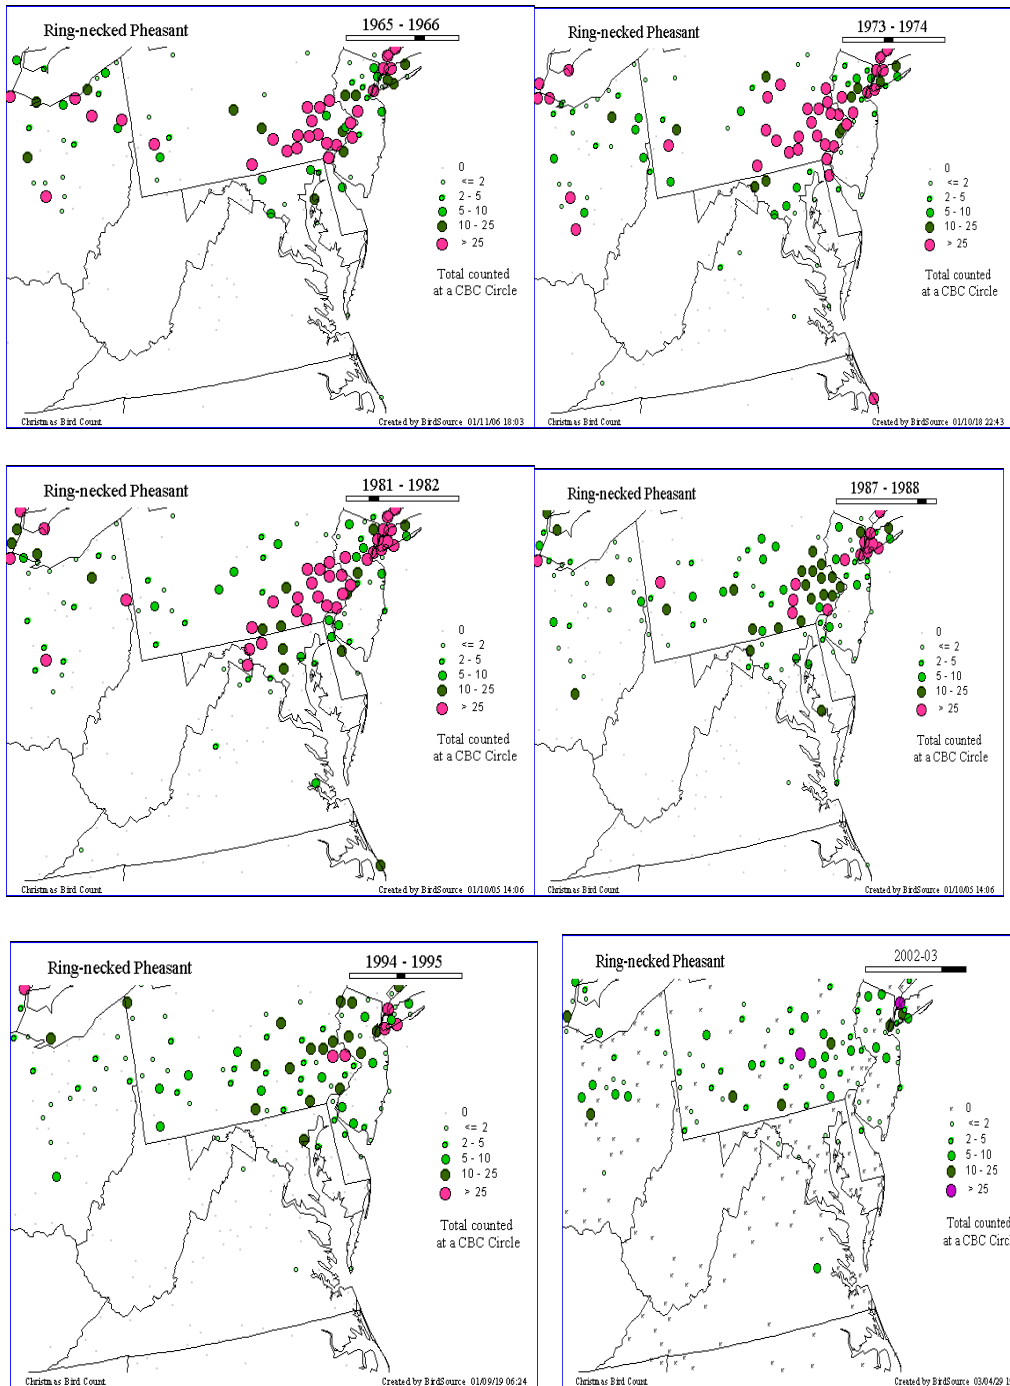 Ring-necked Pheasant
1965 - 1966
0
<= 2
2 - 5
5 - 10
10 - 25
> 25
Total counted
at a CBC Circle
Christmas Bird Count
Created by BirdSource 01/11/06 18:03
Ring-necked Pheasant
1973 - 1974
0
<= 2
2 - 5
5 - 10
10 - 25
> 25
Total counted
at a CBC Circle
Christmas Bird Count
Created by BirdSource 01/10/18 22:43
Ring-necked Pheasant
1981 - 1982
0
<= 2
2 - 5
5 - 10
10 - 25
> 25
Total counted
at a CBC Circle
Christmas Bird Count
Created by BirdSource 01/10/05 14:06
Ring-necked Pheasant
1987 - 1988
0
<= 2
2 - 5
5 - 10
10 - 25
> 25
Total counted
at a CBC Circle
Christmas Bird Count
Created by BirdSource 01/10/05 14:06
Ring-necked Pheasant
1994 - 1995
0
<= 2
2 - 5
5 - 10
10 - 25
> 25
Total counted
at a CBC Circle
Christmas Bird Count
Created by BirdSource 01/09/19 06:24
Ring-necked Pheasant
2002-03
0
<= 2
2 - 5
5 - 10
10 - 25
> 25
Total counted
at a CBC Circl
Christmas Bird Count
Created by BirdSource 03/04/29 1